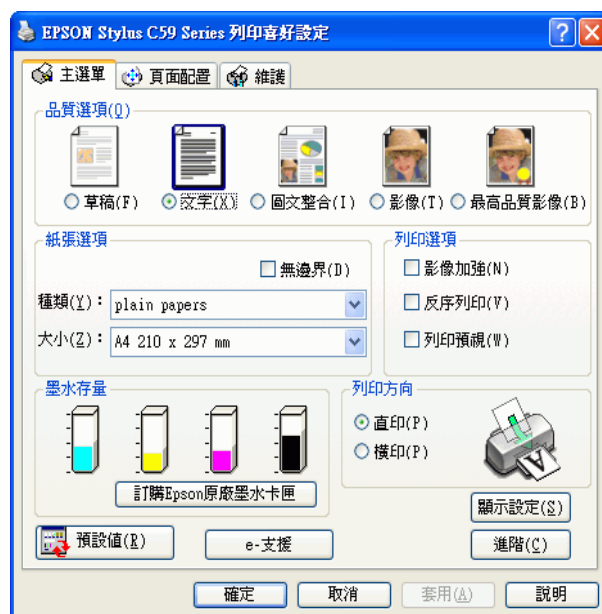 EPSON Stylus C59 Series 列印喜好設定
主選單 頁面配置 維護
品質選項(Q)
草稿(F) 文字(X) 圖文整合(I) 影像(T) 最高品質影像(B)
紙張選項
無邊界(D)
種類(Y): plain papers
大小(Z): A4 210 x 297 mm
列印選項
影像加強(N)
反序列印(V)
列印預視(W)
墨水存量
訂購Epson原廠墨水卡匣
列印方向
直印(P)
橫印(P)
A
顯示設定(S)
預設值(R) e-支援 進階(C)
確定 取消 套用(A) 說明